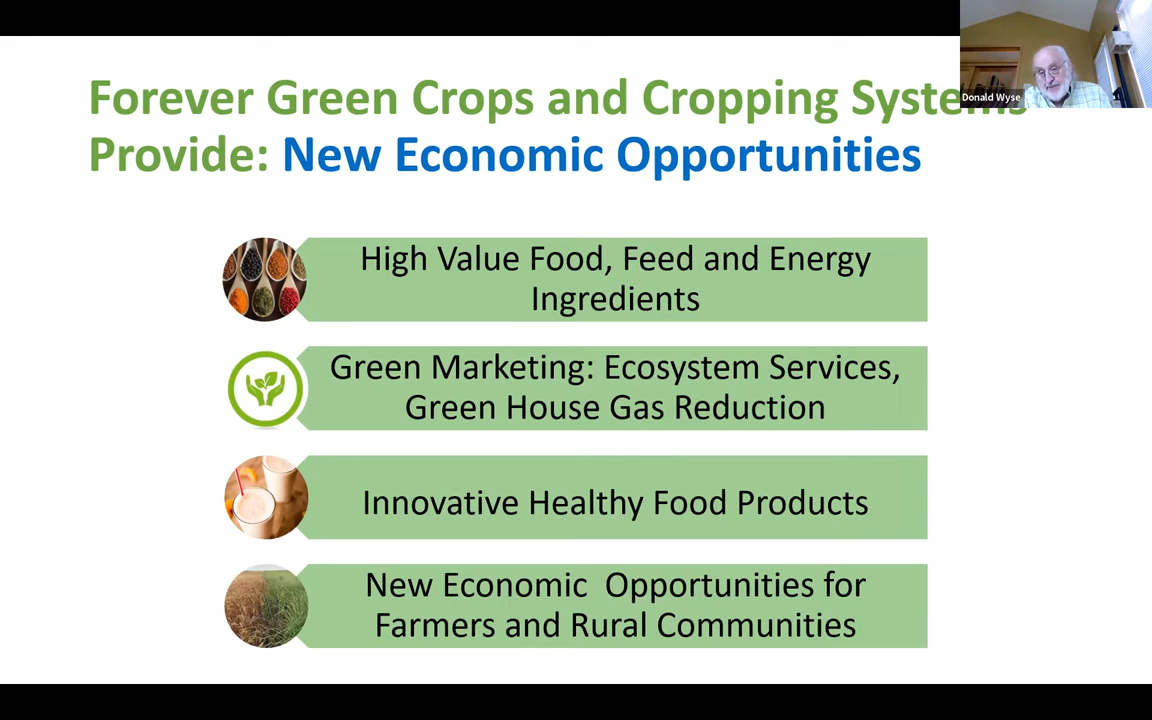 Forever Green Crops and Cropping Systems
Provide: New Economic Opportunities
Donald Wyse
High Value Food, Feed and Energy
Ingredients
Green Marketing: Ecosystem Services,
Green House Gas Reduction
Innovative Healthy Food Products
New Economic Opportunities for
Farmers and Rural Communities